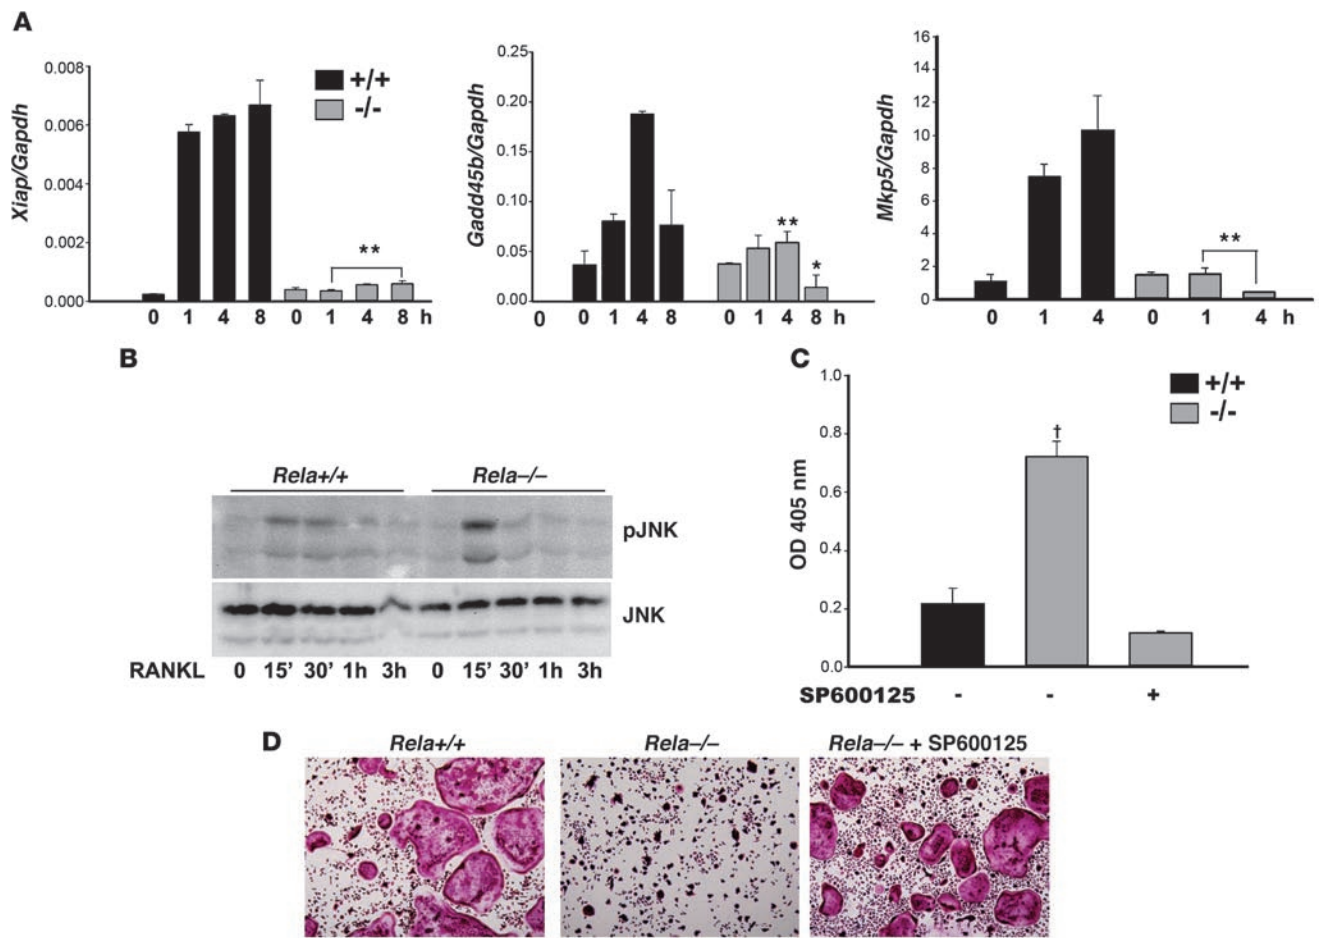 A
Xiap/Gapdh
0.008
0.006
0.004
0.002
0.000
+/+
-/-
**
0 1 4 8 0 1 4 8 h
Gadd45b/Gapdh
0.25
0.20
0.15
0.10
0.05
0.00
**
*
0 0 1 4 8 0 1 4 8 h
Mkp5/Gapdh
16
14
12
10
8
6
4
2
0
**
0 1 4 0 1 4 h
B
Rela+/+ Rela–/–
pJNK
JNK
RANKL 0 15’ 30’ 1h 3h 0 15’ 30’ 1h 3h
C
OD 405 nm
1.0
0.8
0.6
0.4
0.2
0.0
+/+
-/-
†
SP600125 - - +
D
Rela+/+ Rela–/– Rela–/– + SP600125